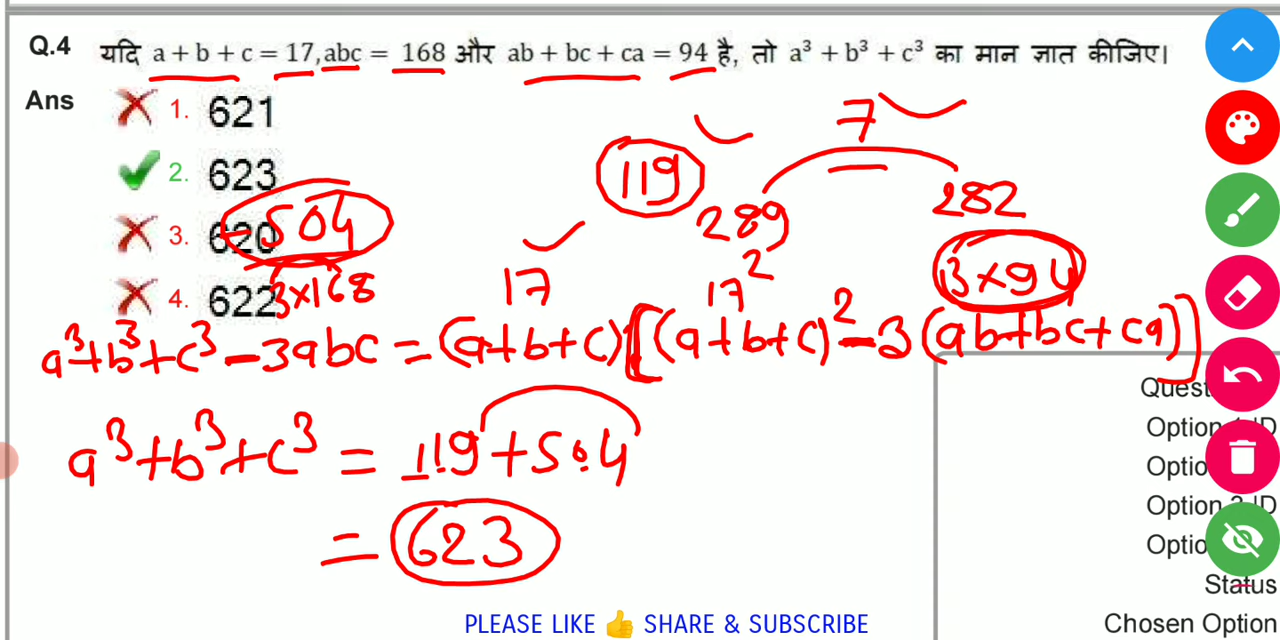 Q.4 यदि a + b + c = 17, abc = 168 और ab + bc + ca = 94 है, तो a³ + b³ + c³ का मान ज्ञात कीजिए।
Ans
1. 621
2. 623
3. 620
4. 622
7
119
289
282
-504
3×168
17
17²
3×94
a³+b³+c³-3abc = (a+b+c)[(a+b+c)²-3(ab+bc+ca)]
a³+b³+c³ = 119+504
= 623
Option
Status
Chosen Option
PLEASE LIKE 👍 SHARE & SUBSCRIBE